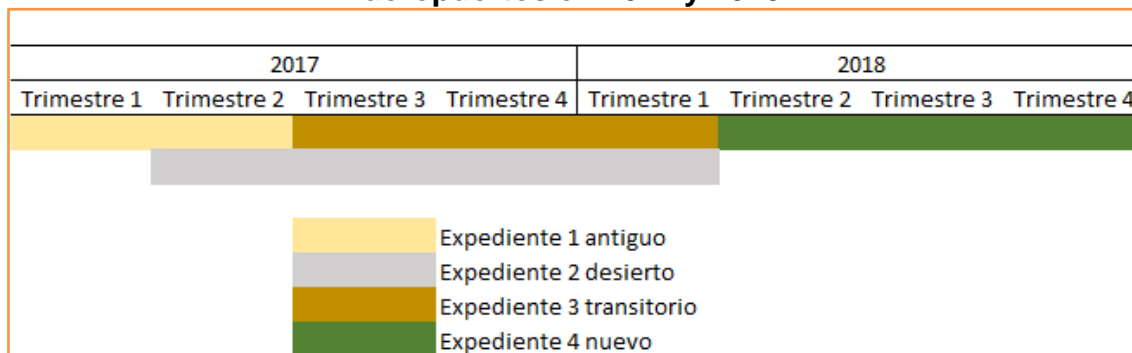 2017 2018
Trimestre 1 Trimestre 2 Trimestre 3 Trimestre 4 Trimestre 1 Trimestre 2 Trimestre 3 Trimestre 4
Expediente 1 antiguo
Expediente 2 desierto
Expediente 3 transitorio
Expediente 4 nuevo